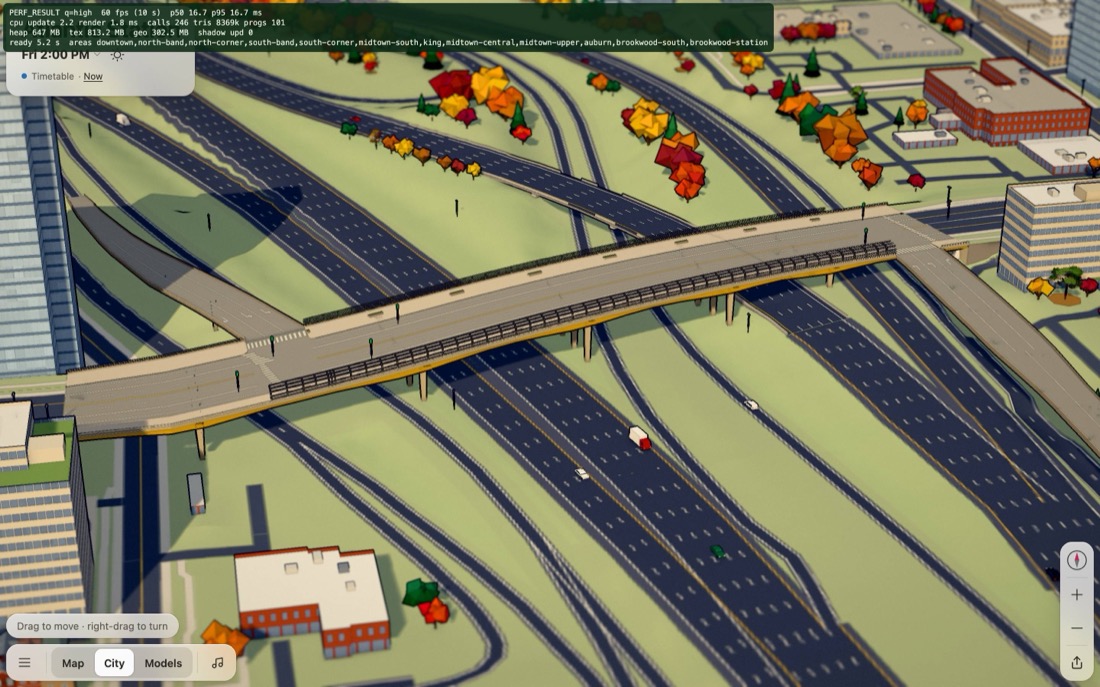 PERF_RESULT q=high 60 fps (10 s) p50 16.7 p95 16.7 ms
cpu update 2.2 render 1.8 ms calls 246 tris 8369k progs 101
heap 647 MB tex 813.2 MB geo 302.5 MB shadow upd 0
ready 5.2 s areas downtown,north-band,north-corner,south-band,south-corner,midtown-south,king,midtown-central,midtown-upper,auburn,brookwood-south,brookwood-station
Fri 2:00 PM
Timetable · Now
Drag to move · right-drag to turn
Map City Models